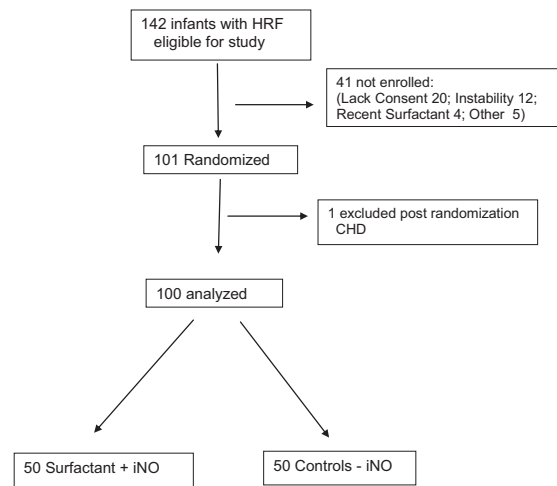 142 infants with HRF
eligible for study
41 not enrolled:
(Lack Consent 20; Instability 12;
Recent Surfactant 4; Other 5)
101 Randomized
1 excluded post randomization
CHD
100 analyzed
50 Surfactant + iNO
50 Controls - iNO